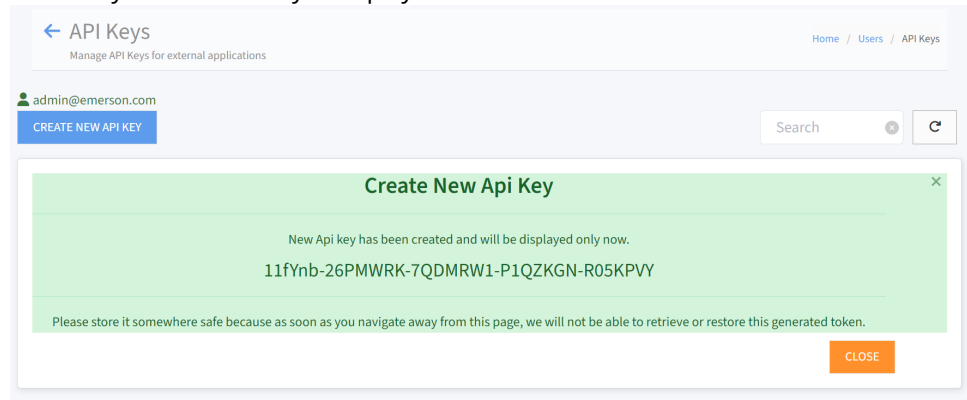 API Keys
Manage API Keys for external applications
Home / Users / API Keys
admin@emerson.com
CREATE NEW API KEY
Search
Create New Api Key
×
New Api key has been created and will be displayed only now.
11fYnb-26PMWRK-7QDMRW1-P1QZKGN-R05KPVY
Please store it somewhere safe because as soon as you navigate away from this page, we will not be able to retrieve or restore this generated token.
CLOSE